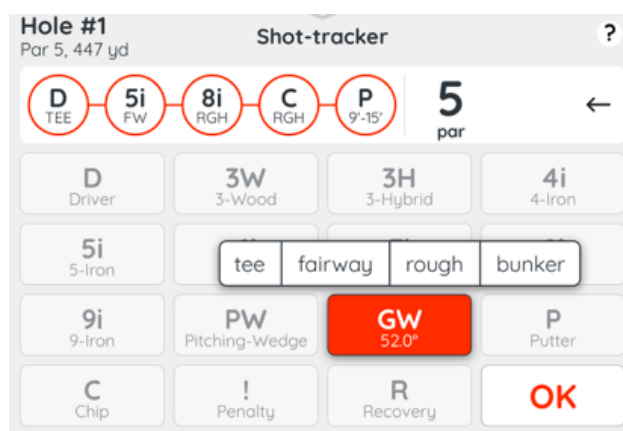 Hole #1
Par 5, 447 yd
Shot-tracker
?
D TEE
5i FW
8i RGH
C RGH
P 9'-15'
5
par
←
D
Driver
3W
3-Wood
3H
3-Hybrid
4i
4-Iron
5i
5-Iron
tee fairway rough bunker
9i
9-Iron
PW
Pitching-Wedge
GW
52.0°
P
Putter
C
Chip
!
Penalty
R
Recovery
OK